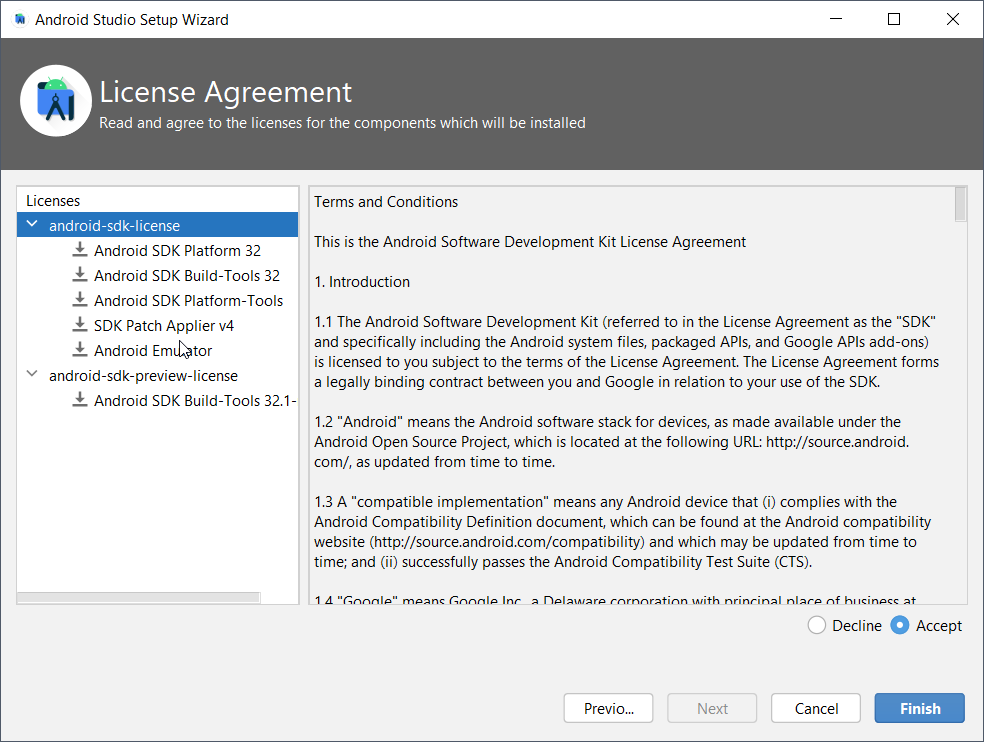 Android Studio Setup Wizard
License Agreement
Read and agree to the licenses for the components which will be installed
Licenses
android-sdk-license
Android SDK Platform 32
Android SDK Build-Tools 32
Android SDK Platform-Tools
SDK Patch Applier v4
Android Emulator
android-sdk-preview-license
Android SDK Build-Tools 32.1-
Terms and Conditions
This is the Android Software Development Kit License Agreement
1. Introduction
1.1 The Android Software Development Kit (referred to in the License Agreement as the "SDK"
and specifically including the Android system files, packaged APIs, and Google APIs add-ons)
is licensed to you subject to the terms of the License Agreement. The License Agreement forms
a legally binding contract between you and Google in relation to your use of the SDK.
1.2 "Android" means the Android software stack for devices, as made available under the
Android Open Source Project, which is located at the following URL: http://source.android.
com/, as updated from time to time.
1.3 A "compatible implementation" means any Android device that (i) complies with the
Android Compatibility Definition document, which can be found at the Android compatibility
website (http://source.android.com/compatibility) and which may be updated from time to
time; and (ii) successfully passes the Android Compatibility Test Suite (CTS).
1.4 "Google" means Google Inc., a Delaware corporation with principal place of business at
Decline
Accept
Previo...
Next
Cancel
Finish